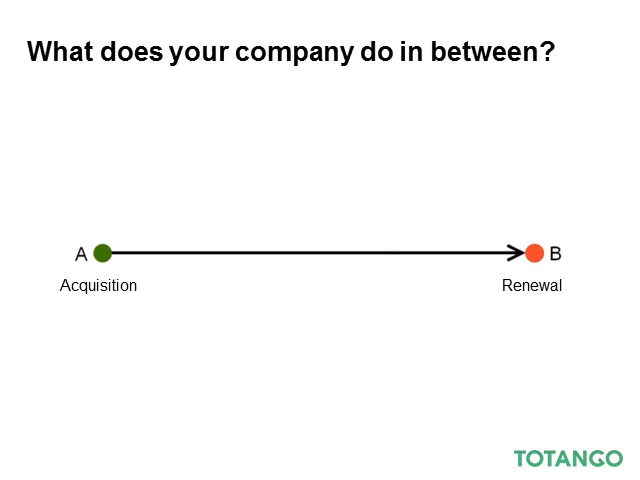 What does your company do in between?
A
B
Acquisition
Renewal
TOTANGO